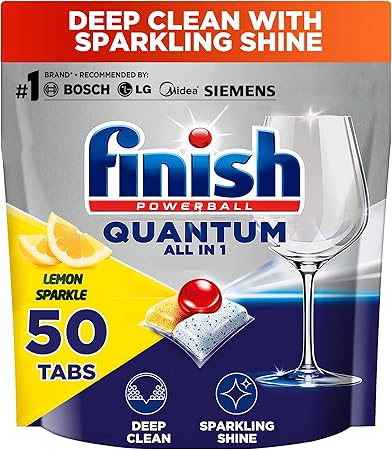 DEEP CLEAN WITH
SPARKLING SHINE
#1 BRAND* • RECOMMENDED BY:
BOSCH LG Midea* SIEMENS
finish
POWERBALL
QUANTUM
ALL IN 1
LEMON
SPARKLE
50
TABS
DEEP
CLEAN
SPARKLING
SHINE